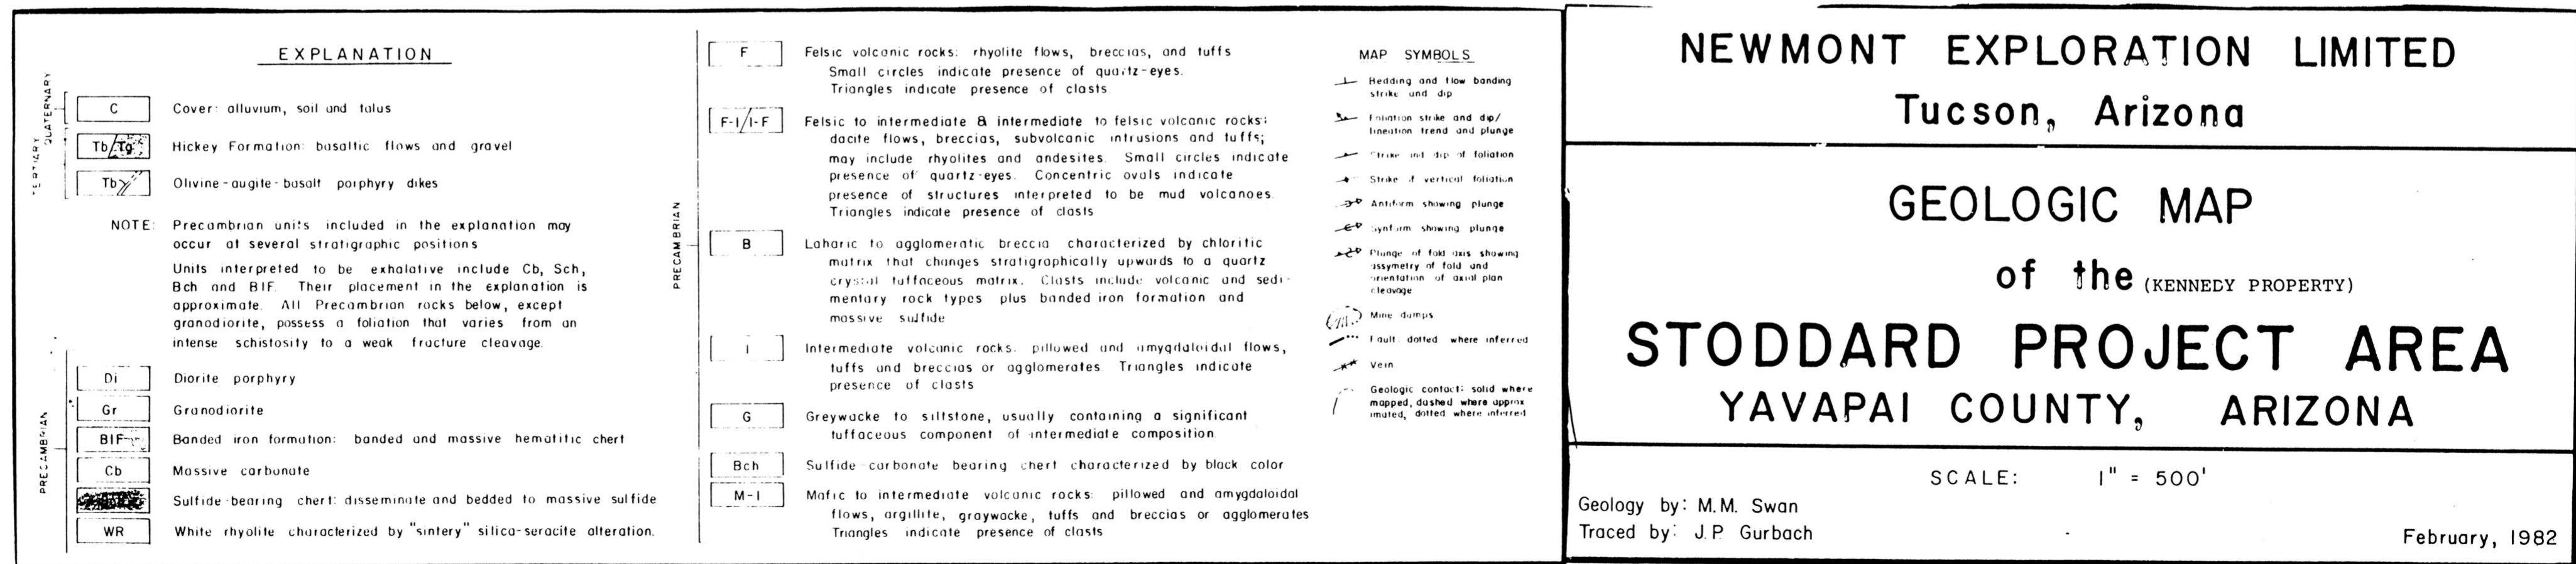 EXPLANATION
QUATERNARY
TERTIARY
C Cover: alluvium, soil and talus
Tb/Tg Hickey Formation: basaltic flows and gravel
Tb Olivine-augite-basalt porphyry dikes
NOTE: Precambrian units included in the explanation may
occur at several stratigraphic positions
Units interpreted to be exhalative include Cb, Sch,
Bch and BIF. Their placement in the explanation is
approximate. All Precambrian rocks below, except
granodiorite, possess a foliation that varies from an
intense schistosity to a weak fracture cleavage.
PRECAMBRIAN
Di Diorite porphyry
Gr Granodiorite
BIF Banded iron formation: banded and massive hematitic chert
Cb Massive carbonate
Sulfide-bearing chert: disseminate and bedded to massive sulfide
WR White rhyolite characterized by "sintery" silica-seracite alteration.
PRECAMBRIAN
F Felsic volcanic rocks: rhyolite flows, breccias, and tuffs
Small circles indicate presence of quartz-eyes.
Triangles indicate presence of clasts
F-I/I-F Felsic to intermediate & intermediate to felsic volcanic rocks:
dacite flows, breccias, subvolcanic intrusions and tuffs;
may include rhyolites and andesites. Small circles indicate
presence of quartz-eyes. Concentric ovals indicate
presence of structures interpreted to be mud volcanoes.
Triangles indicate presence of clasts
B Laharic to agglomeratic breccia characterized by chloritic
matrix that changes stratigraphically upwards to a quartz
crystal tuffaceous matrix. Clasts include volcanic and sedi-
mentary rock types plus banded iron formation and
massive sulfide
I Intermediate volcanic rocks: pillowed and amygdaloidal flows,
tuffs and breccias or agglomerates. Triangles indicate
presence of clasts
G Greywacke to siltstone, usually containing a significant
tuffaceous component of intermediate composition
Bch Sulfide-carbonate bearing chert characterized by black color
M-I Mafic to intermediate volcanic rocks: pillowed and amygdaloidal
flows, argillite, graywacke, tuffs and breccias or agglomerates
Triangles indicate presence of clasts
MAP SYMBOLS
Bedding and flow banding
strike and dip
Foliation strike and dip/
lineation trend and plunge
Strike and dip of foliation
Strike of vertical foliation
Antiform showing plunge
Synform showing plunge
Plunge of fold axis showing
assymetry of fold and
orientation of axial plan
cleavage
Mine dumps
Fault: dotted where inferred
Vein
Geologic contact: solid where
mapped, dashed where approx
imated, dotted where inferred
NEWMONT EXPLORATION LIMITED
Tucson, Arizona
GEOLOGIC MAP
of the (KENNEDY PROPERTY)
STODDARD PROJECT AREA
YAVAPAI COUNTY, ARIZONA
SCALE: 1" = 500'
Geology by: M.M. Swan
Traced by: J.P Gurbach
February, 1982